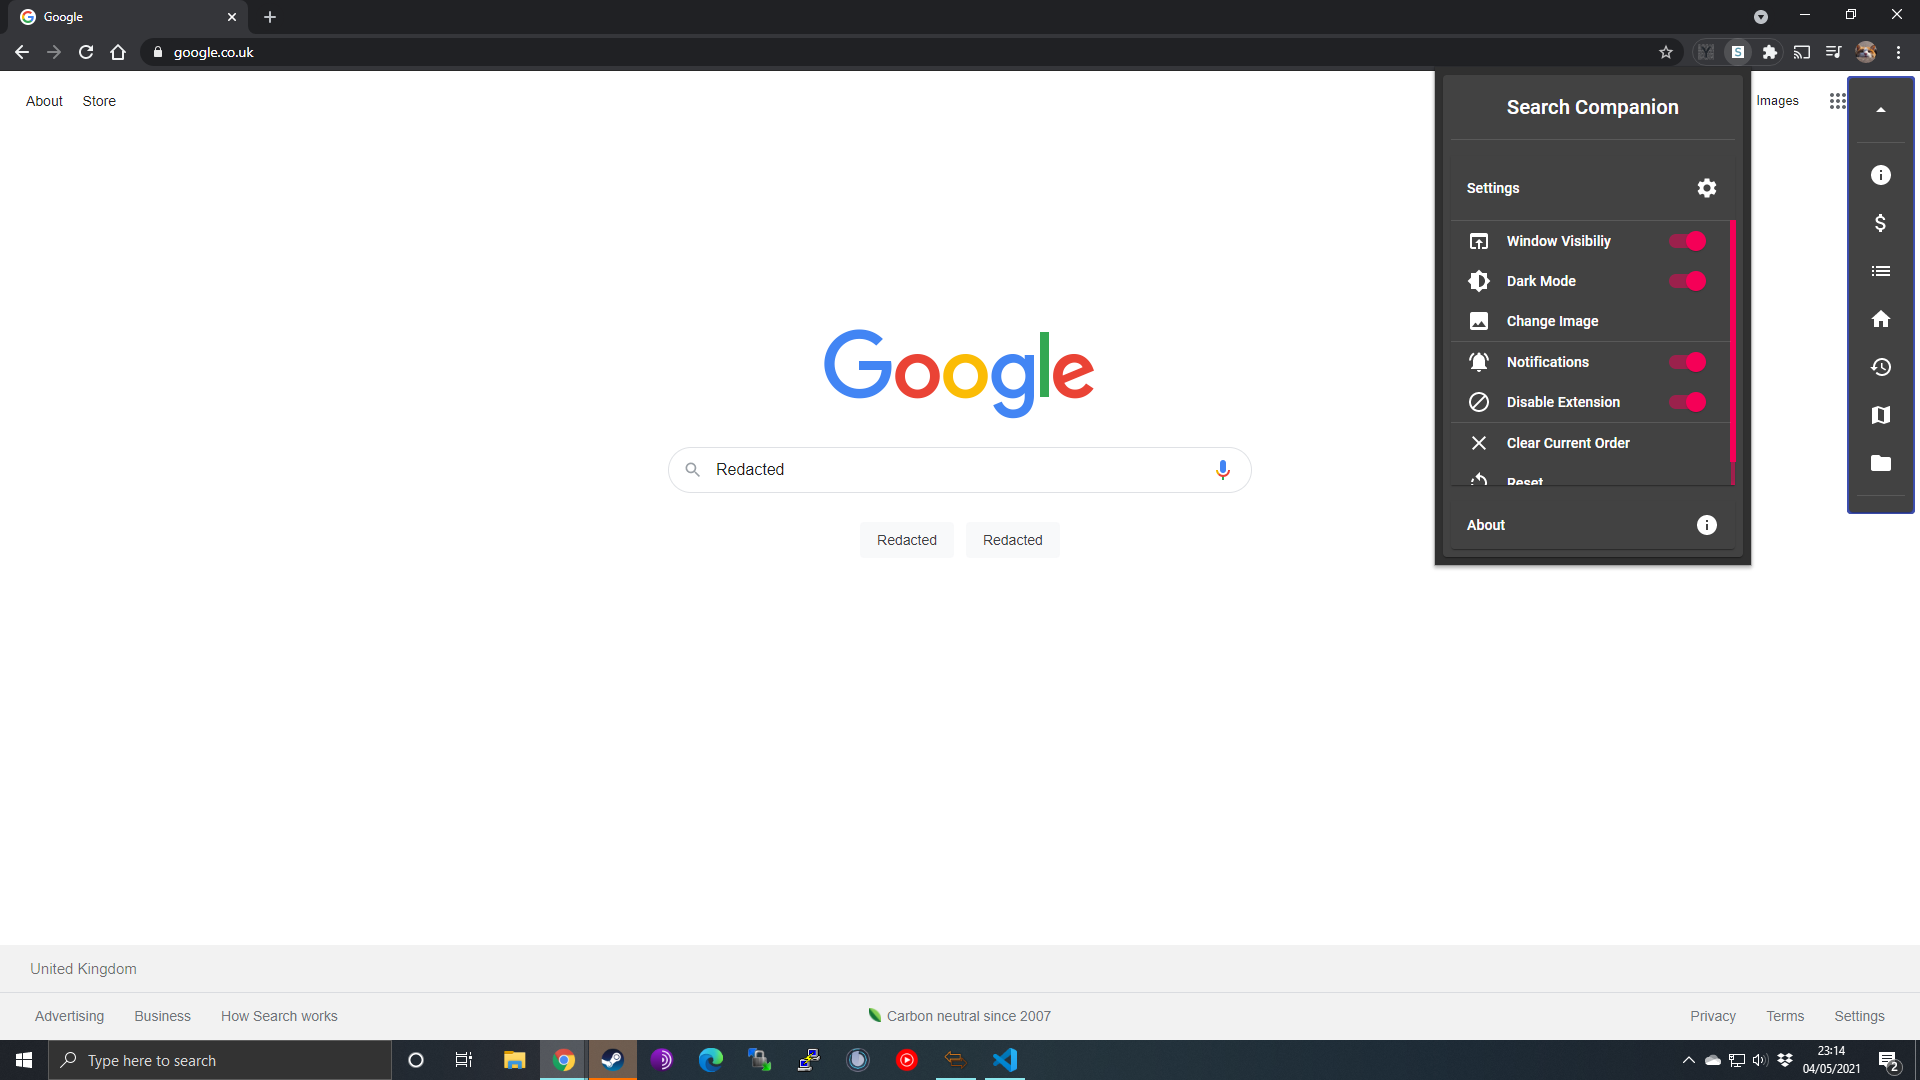 Google
google.co.uk
About Store
Images
Search Companion
Settings
Window Visibiliy
Dark Mode
Change Image
Notifications
Disable Extension
Clear Current Order
Reset
About
Google
Redacted
Redacted Redacted
United Kingdom
Advertising Business How Search works
Carbon neutral since 2007
Privacy Terms Settings
Type here to search
23:14
04/05/2021
2